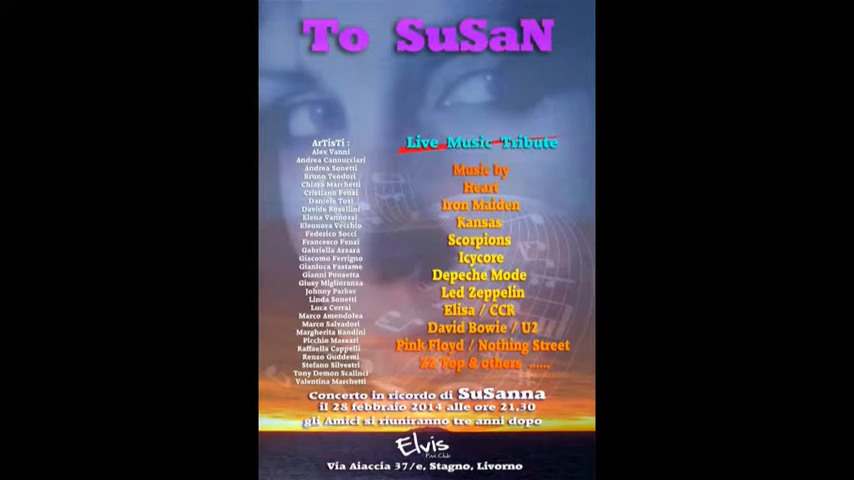 To SuSaN
ArTisTi :
Alex Vanni
Andrea Cannucciari
Andrea Sonetti
Bruno Teodori
Chiara Marchetti
Cristiano Fenzi
Daniele Tosi
Davide Rosellini
Elena Vannozzi
Eleonora Vecchio
Federico Socci
Francesco Fenzi
Gabriella Assarà
Giacomo Ferrigno
Gianluca Fastame
Gianni Ponzetta
Giusy Miglioranza
Johnny Parker
Linda Sonetti
Luca Cerrai
Marco Amendolea
Marco Salvadori
Margherita Bandini
Picchio Massari
Raffaella Cappelli
Renzo Guddemi
Stefano Silvestri
Tony Demon Scalinci
Valentina Marchetti
Live Music Tribute
Music by
Heart
Iron Maiden
Kansas
Scorpions
Icycore
Depeche Mode
Led Zeppelin
Elisa / CCR
David Bowie / U2
Pink Floyd / Nothing Street
ZZ Top & others ......
Concerto in ricordo di SuSanna
il 28 febbraio 2014 alle ore 21,30
gli Amici si riuniranno tre anni dopo
Elvis
Fan Club
Via Aiaccia 37/e, Stagno, Livorno